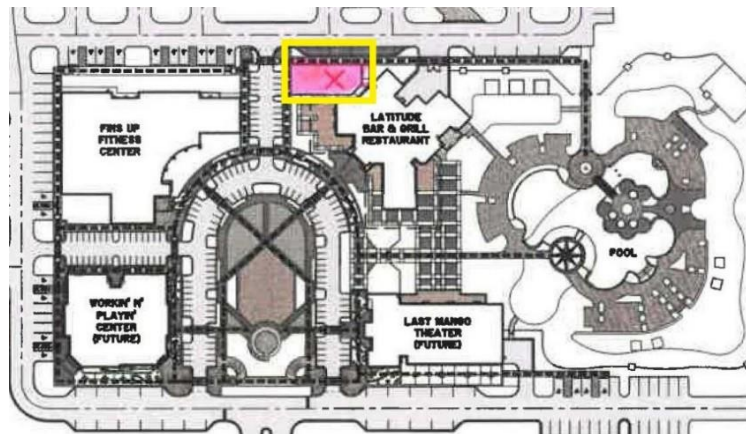 FINS UP
FITNESS
CENTER
LATITUDE
BAR & GRILL
RESTAURANT
POOL
WORKIN' N'
PLAYIN'
CENTER
(FUTURE)
LAST MANGO
THEATER
(FUTURE)